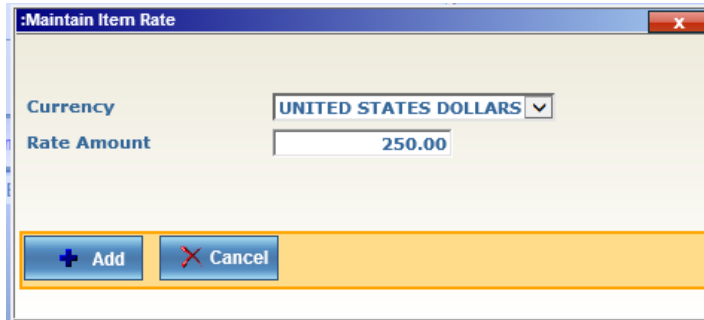 :Maintain Item Rate
x
Currency UNITED STATES DOLLARS
Rate Amount 250.00
Add Cancel